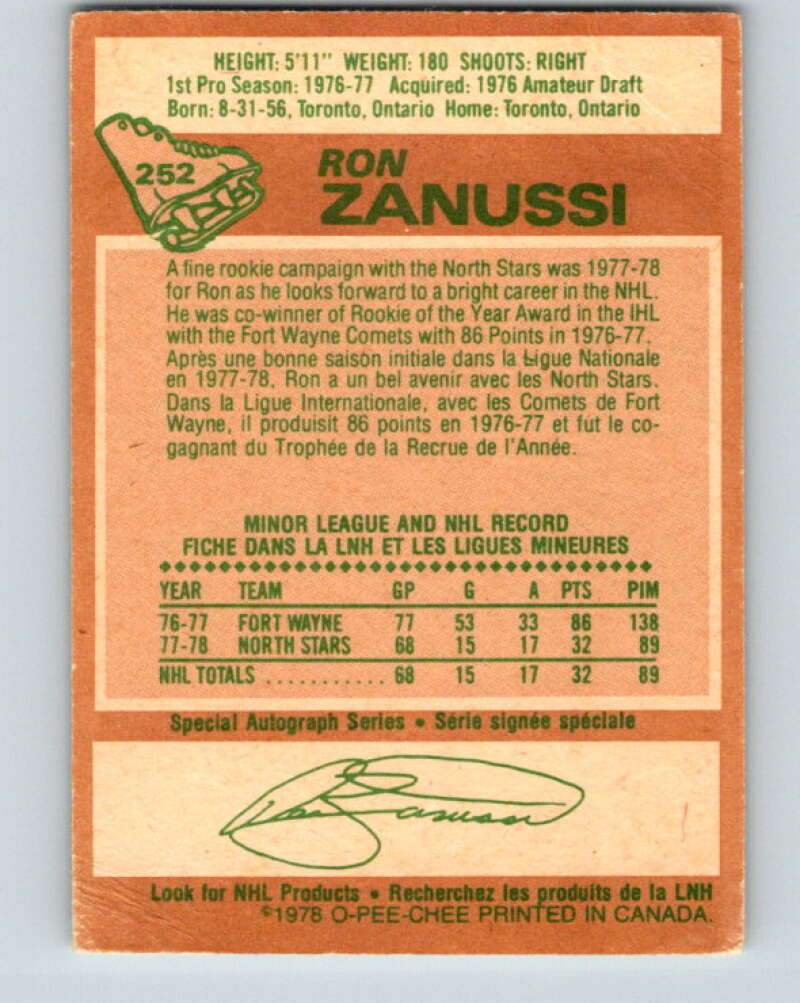 HEIGHT: 5'11" WEIGHT: 180 SHOOTS: RIGHT
1st Pro Season: 1976-77 Acquired: 1976 Amateur Draft
Born: 8-31-56, Toronto, Ontario Home: Toronto, Ontario
252
RON
ZANUSSI
A fine rookie campaign with the North Stars was 1977-78
for Ron as he looks forward to a bright career in the NHL.
He was co-winner of Rookie of the Year Award in the IHL
with the Fort Wayne Comets with 86 Points in 1976-77.
Après une bonne saison initiale dans la Ligue Nationale
en 1977-78, Ron a un bel avenir avec les North Stars.
Dans la Ligue Internationale, avec les Comets de Fort
Wayne, il produisit 86 points en 1976-77 et fut le co-
gagnant du Trophée de la Recrue de l'Année.
MINOR LEAGUE AND NHL RECORD
FICHE DANS LA LNH ET LES LIGUES MINEURES
YEAR TEAM GP G A PTS PIM
76-77 FORT WAYNE 77 53 33 86 138
77-78 NORTH STARS 68 15 17 32 89
NHL TOTALS ........... 68 15 17 32 89
Special Autograph Series • Série signée spéciale
Ron Zanussi
Look for NHL Products • Recherchez les produits de la LNH
©1978 O-PEE-CHEE PRINTED IN CANADA.